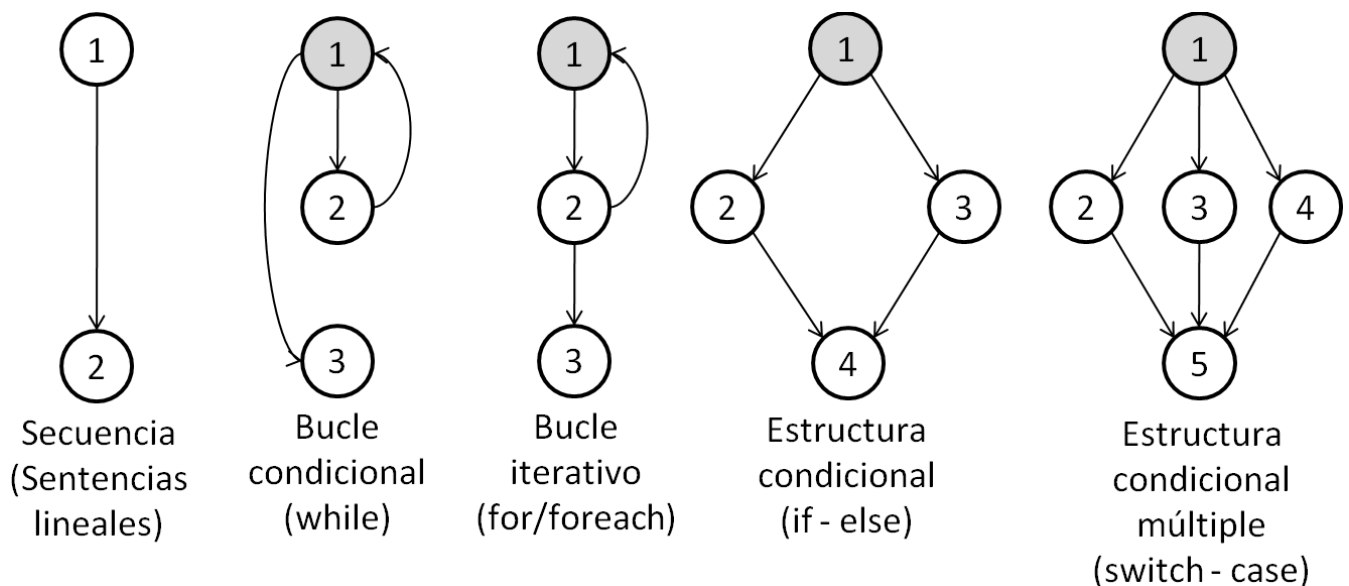 1
2
Secuencia
(Sentencias
lineales)
1
2
3
Bucle
condicional
(while)
1
2
3
Bucle
iterativo
(for/foreach)
1
2
3
4
Estructura
condicional
(if - else)
1
2
3
4
5
Estructura
condicional
múltiple
(switch - case)